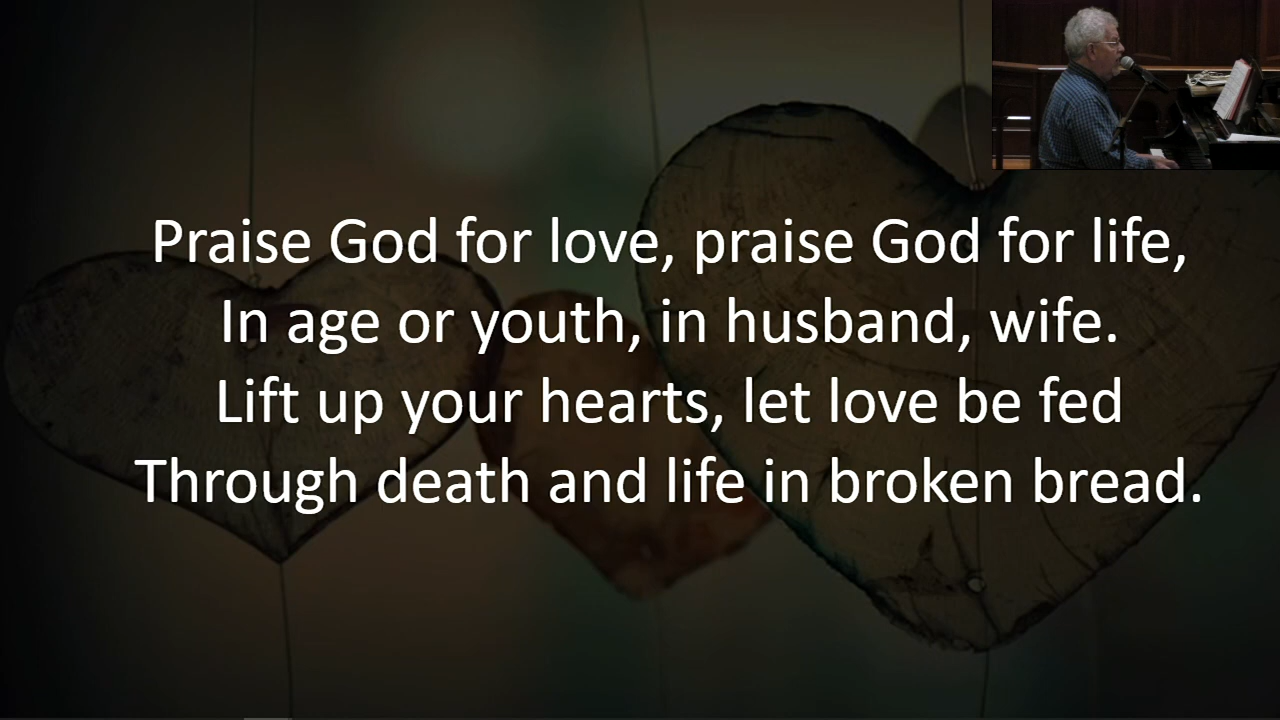 Praise God for love, praise God for life,
In age or youth, in husband, wife.
Lift up your hearts, let love be fed
Through death and life in broken bread.